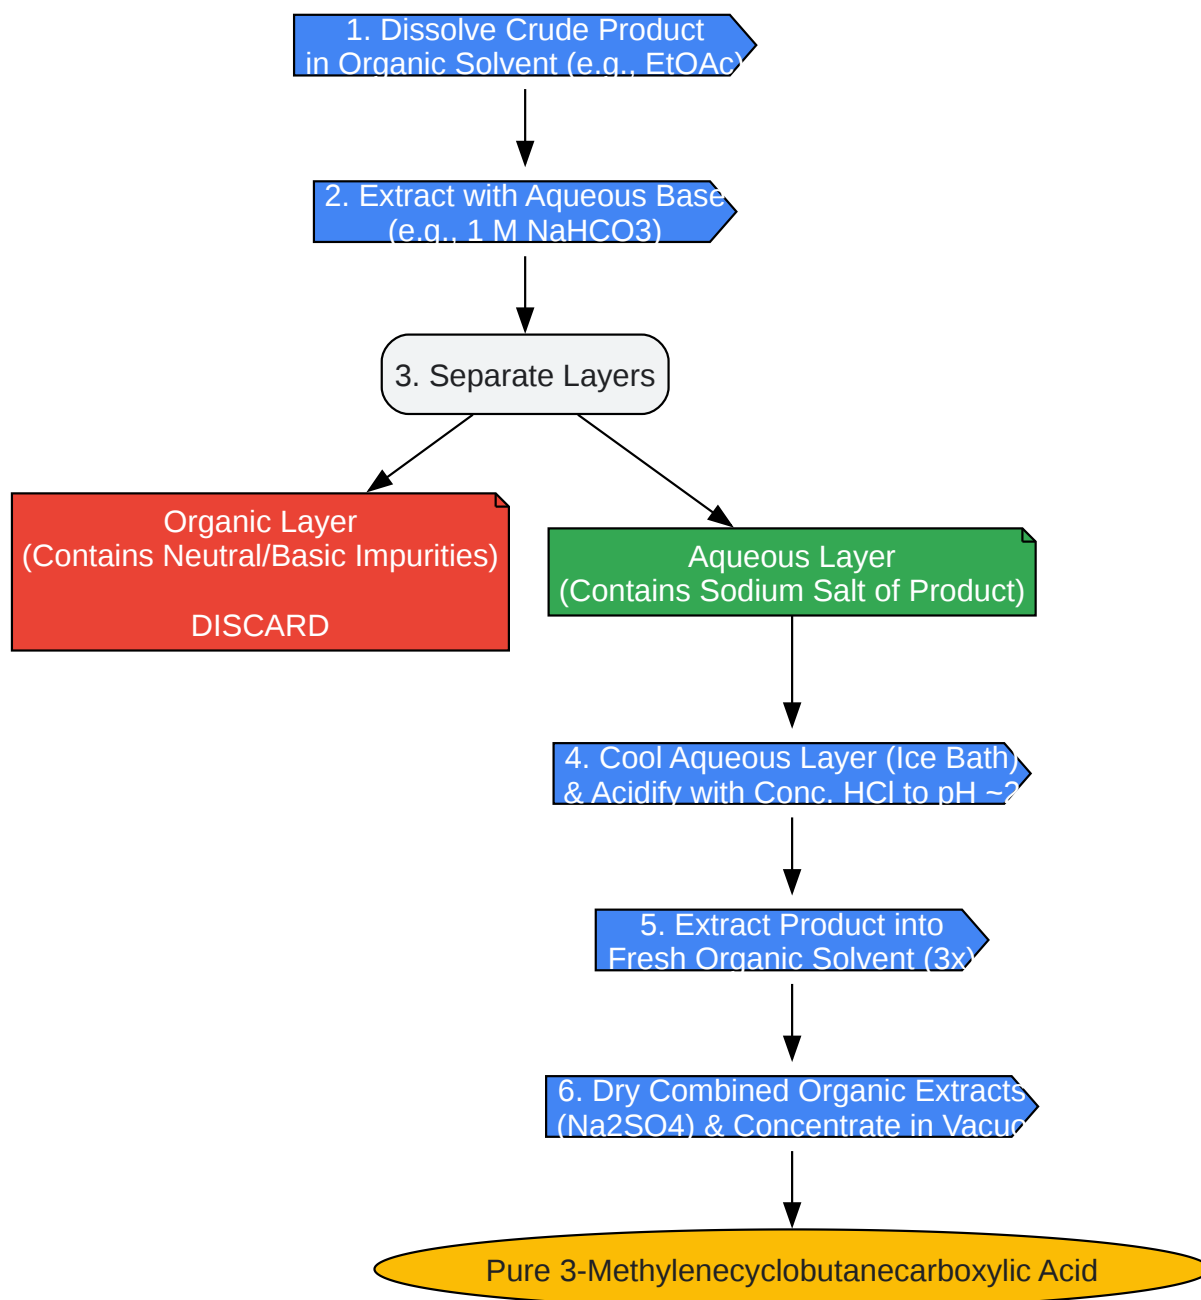 1. Dissolve Crude Product
in Organic Solvent (e.g., EtOAc)
2. Extract with Aqueous Base
(e.g., 1 M NaHCO3)
3. Separate Layers
Organic Layer
(Contains Neutral/Basic Impurities)
DISCARD
Aqueous Layer
(Contains Sodium Salt of Product)
4. Cool Aqueous Layer (Ice Bath)
& Acidify with Conc. HCl to pH ~2
5. Extract Product into
Fresh Organic Solvent (3x)
6. Dry Combined Organic Extracts
(Na2SO4) & Concentrate in Vacuo
Pure 3-Methylenecyclobutanecarboxylic Acid